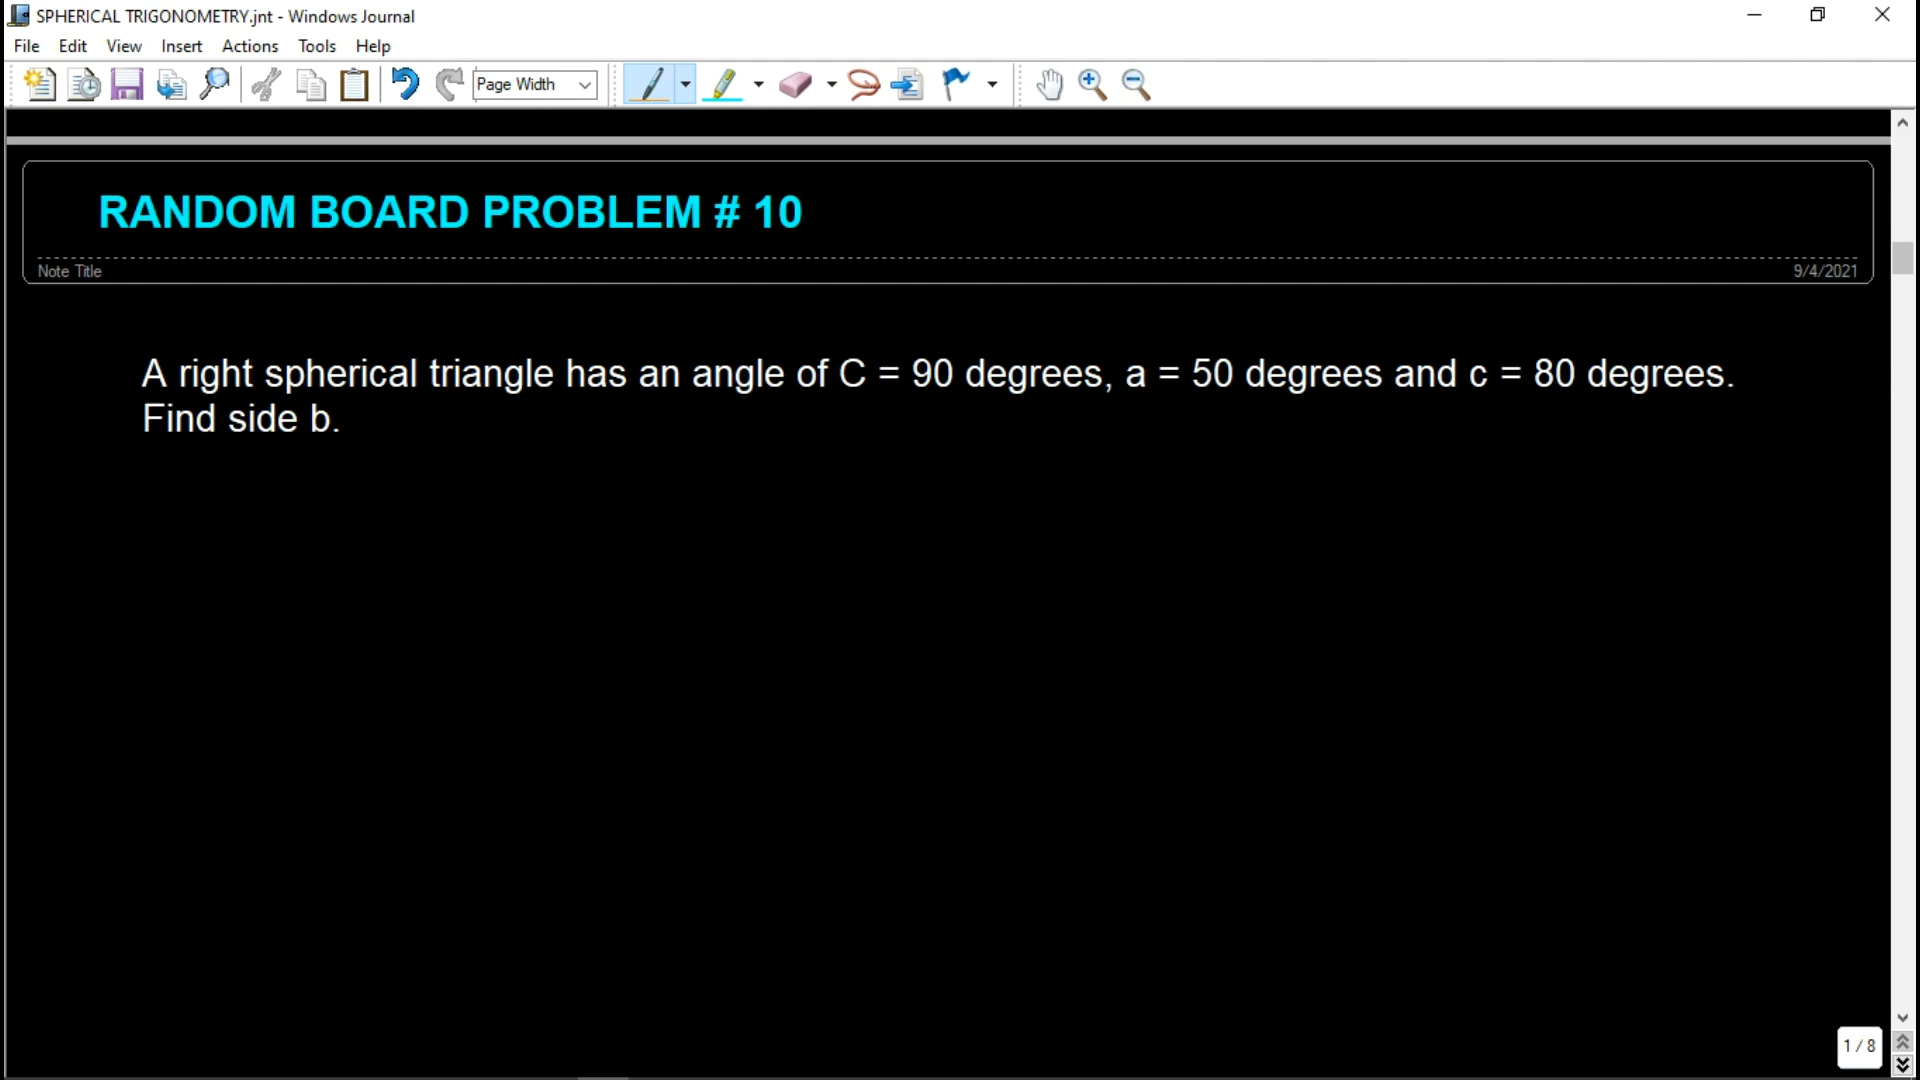 SPHERICAL TRIGONOMETRY.jnt - Windows Journal
File Edit View Insert Actions Tools Help
Page Width
RANDOM BOARD PROBLEM # 10
Note Title
9/4/2021
A right spherical triangle has an angle of C = 90 degrees, a = 50 degrees and c = 80 degrees.
Find side b.
1 / 8